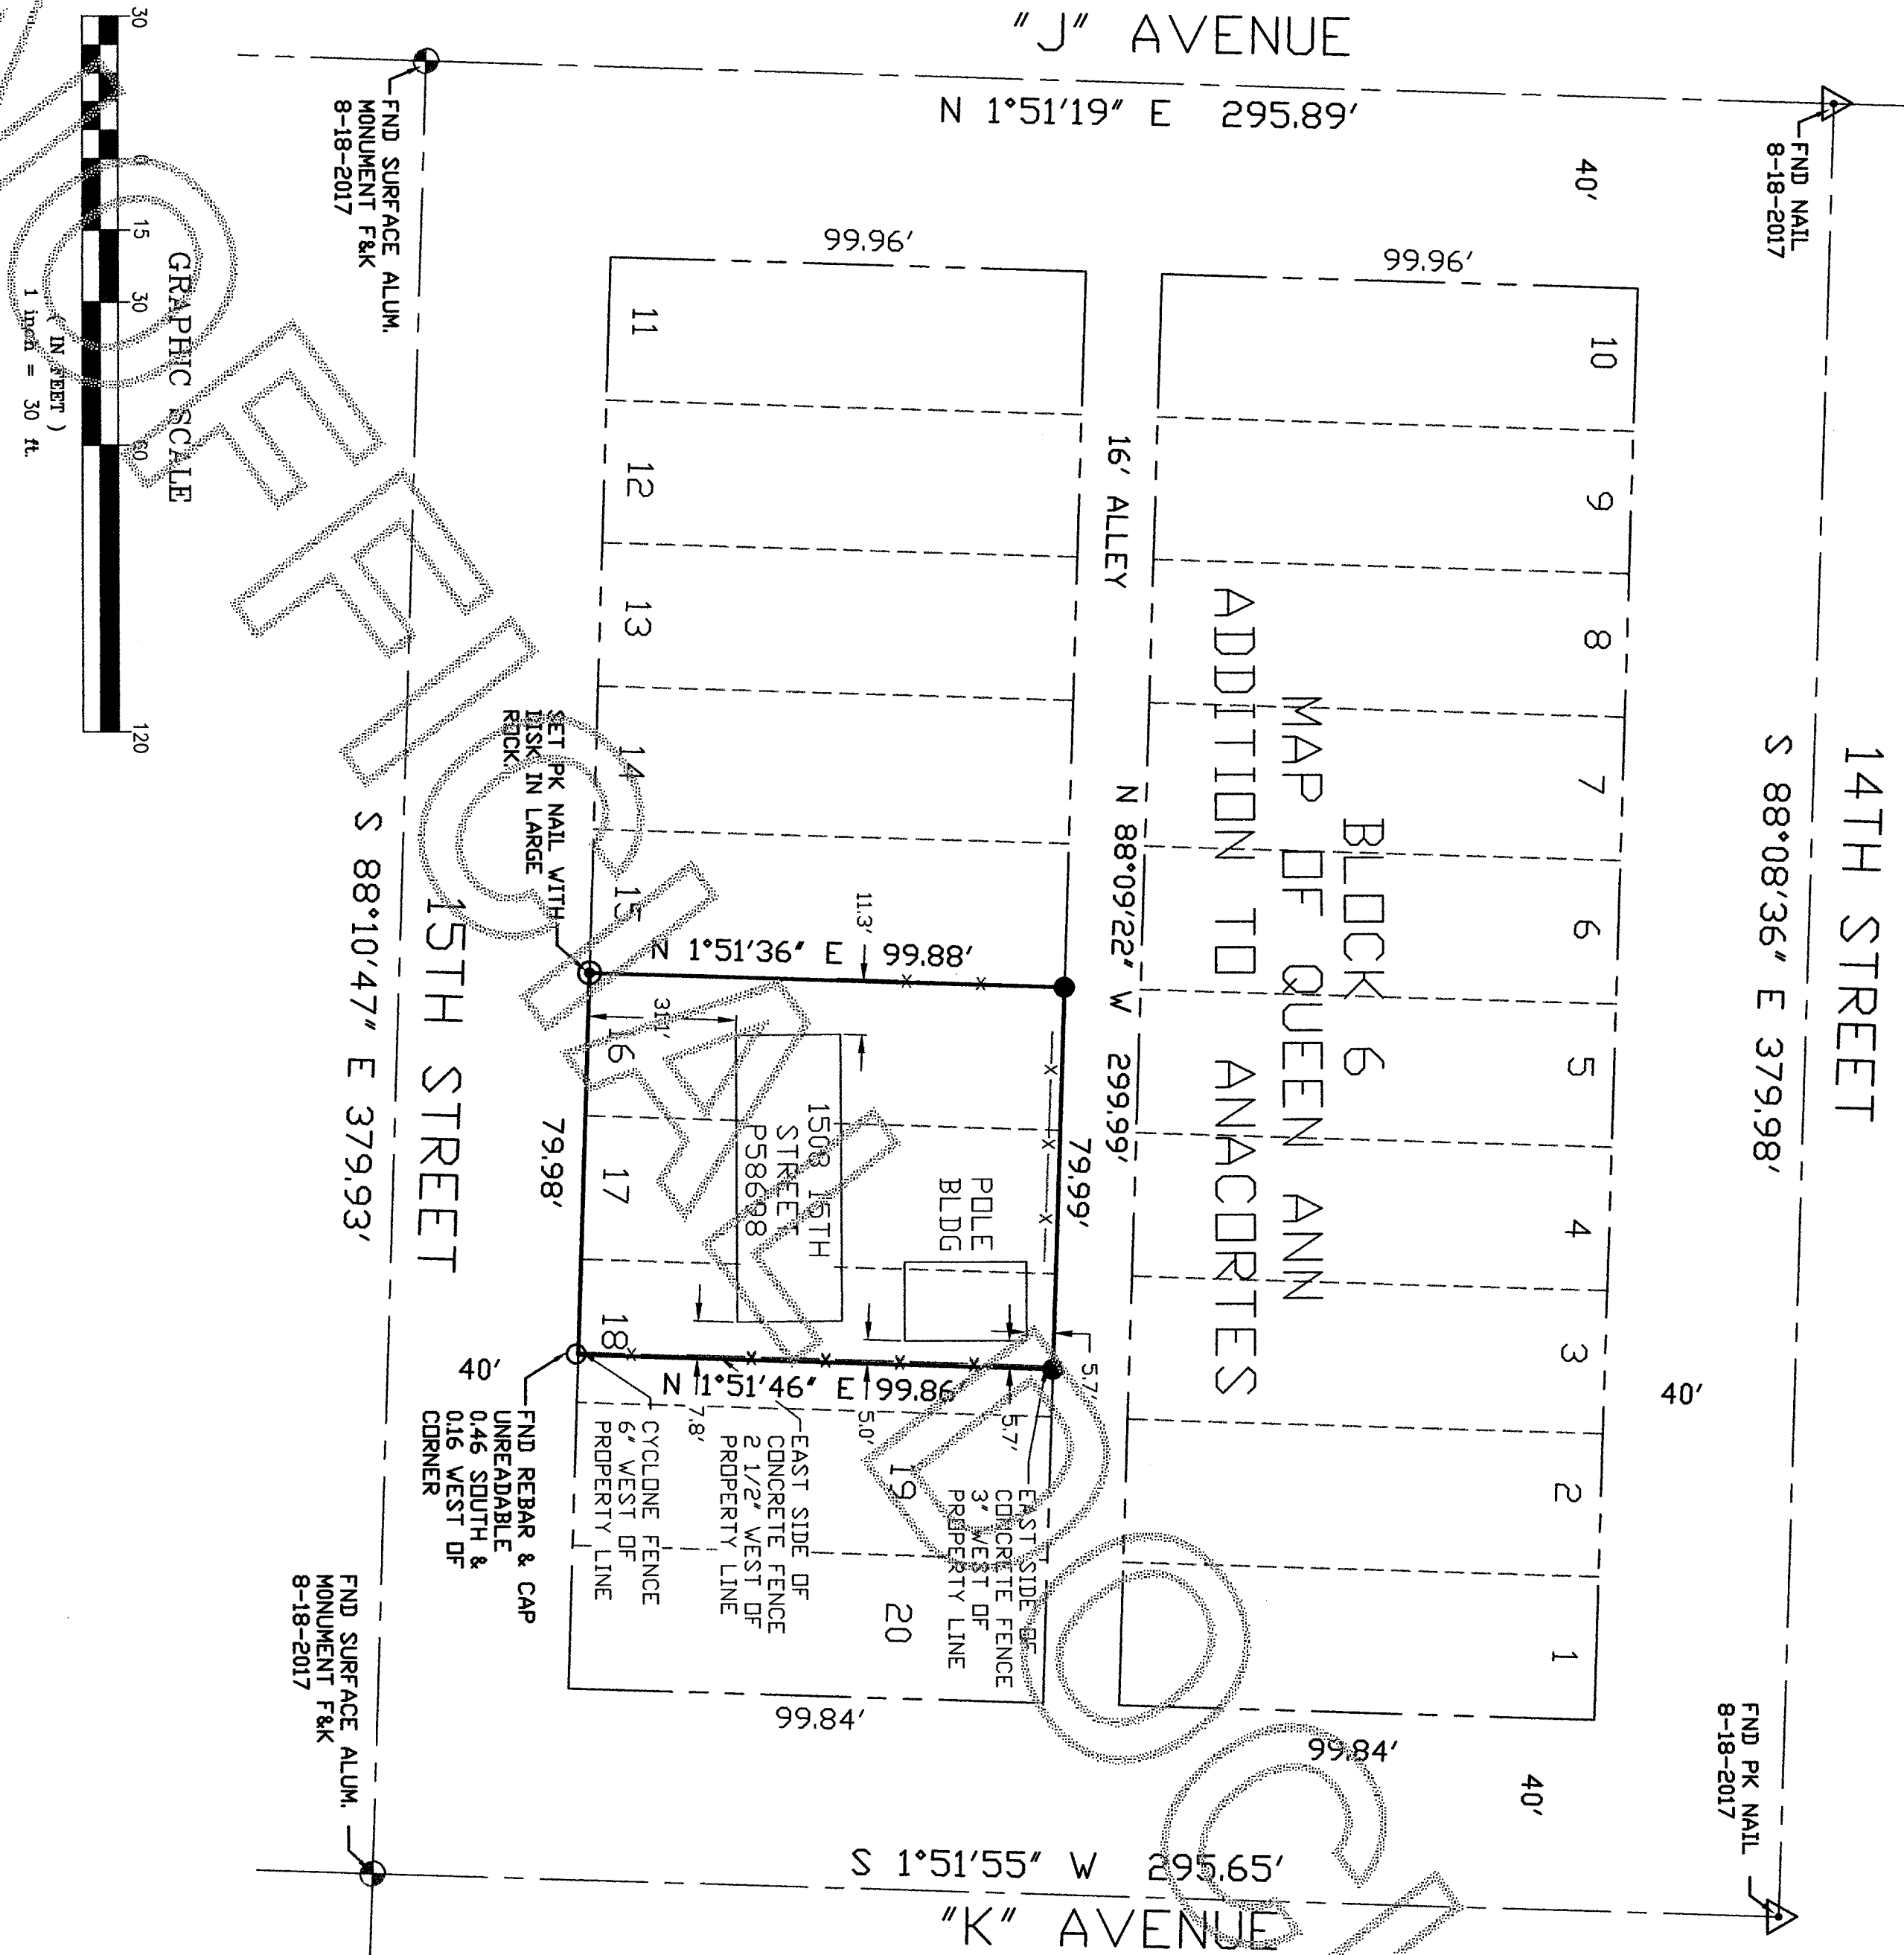 "J" AVENUE
N 1°51'19" E 295.89'
FND NAIL
8-18-2017
40'
FND SURFACE ALUM.
MONUMENT F&K
8-18-2017
14TH STREET
S 88°08'36" E 379.98'
40'
99.96'
99.96'
10
9
8
7
6
5
4
3
2
1
BLOCK 6
MAP OF QUEEN ANN
ADDITION TO ANACORTES
16' ALLEY
N 88°09'22" W 299.99'
11
12
13
14
15
16
17
18
19
20
N 1°51'36" E 99.88'
11.3'
79.99'
31.1'
POLE
BLDG
15TH
STREET
79.98'
N 1°51'46" E 99.86'
5.7'
5.7'
5.0'
7.8'
SET PK NAIL WITH
DISK IN LARGE
ROCK.
EAST SIDE OF
CONCRETE FENCE
3" WEST OF
PROPERTY LINE
EAST SIDE OF
CONCRETE FENCE
2 1/2" WEST OF
PROPERTY LINE
CYCLONE FENCE
6" WEST OF
PROPERTY LINE
FND REBAR & CAP
UNREADABLE
0.46 SOUTH &
0.16 WEST OF
CORNER
40'
99.84'
99.84'
15TH STREET
S 88°10'47" E 379.93'
FND PK NAIL
8-18-2017
40'
FND SURFACE ALUM.
MONUMENT F&K
8-18-2017
S 1°51'55" W 295.65'
"K" AVENUE
GRAPHIC SCALE
30 0 15 30 60 120
( IN FEET )
1 inch = 30 ft.
UNOFFICIAL DOCU